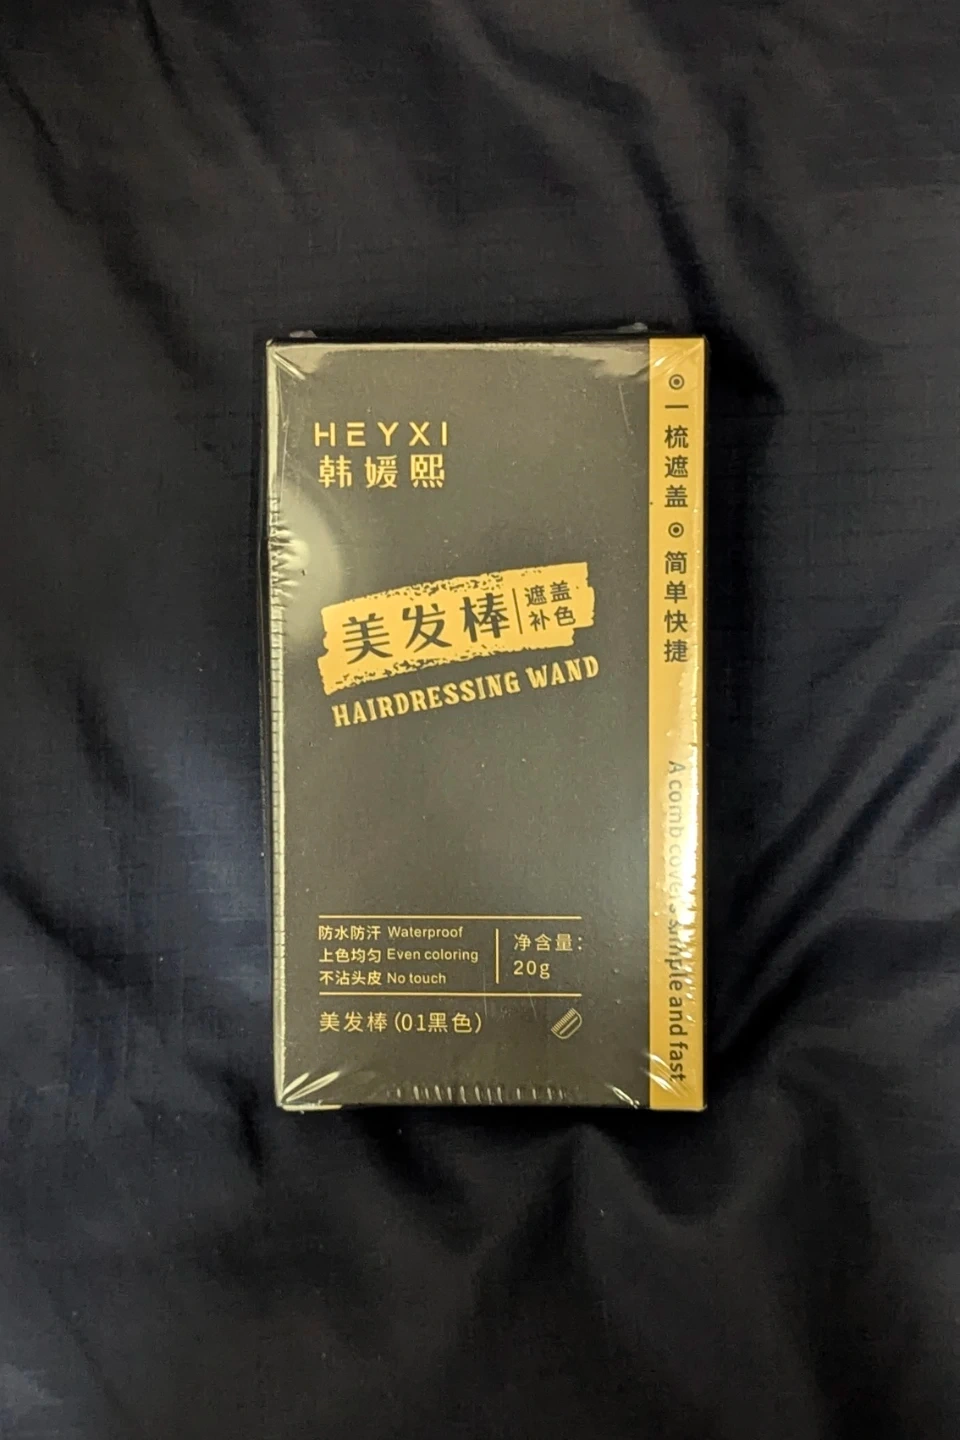 HEYXI
韩媛熙
美发棒
遮盖
补色
HAIRDRESSING WAND
防水防汗 Waterproof
上色均匀 Even coloring
不沾头皮 No touch
净含量:
20g
美发棒(01黑色)
一梳遮盖 简单快捷
A comb covers simple and fast